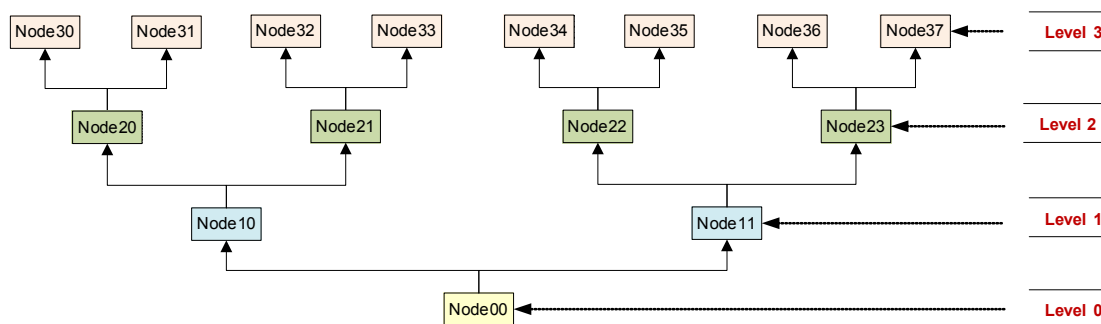 Node30 Node31 Node32 Node33 Node34 Node35 Node36 Node37 Level 3
Node20 Node21 Node22 Node23 Level 2
Node10 Node11 Level 1
Node00 Level 0